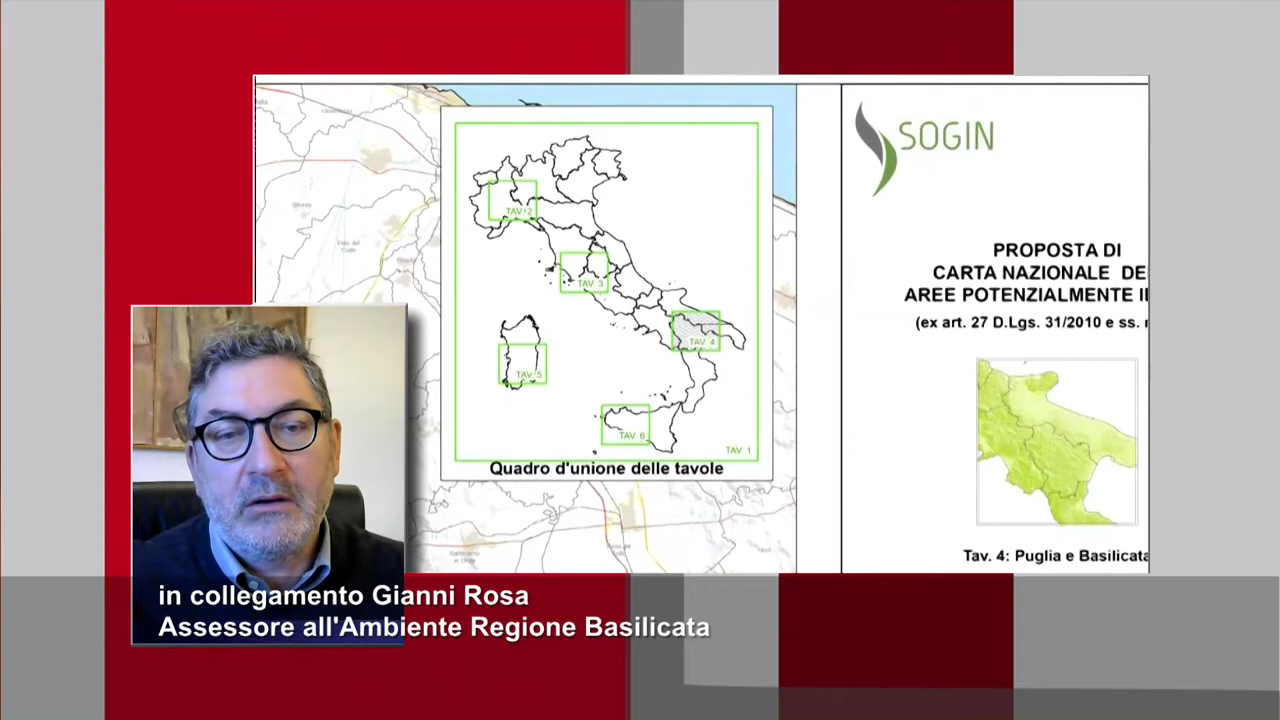 SOGIN
PROPOSTA DI
CARTA NAZIONALE DE
AREE POTENZIALMENTE I
(ex art. 27 D.Lgs. 31/2010 e ss.
TAV 2
TAV 3
TAV 4
TAV 5
TAV 6
TAV 1
Quadro d'unione delle tavole
Tav. 4: Puglia e Basilicata
in collegamento Gianni Rosa
Assessore all'Ambiente Regione Basilicata